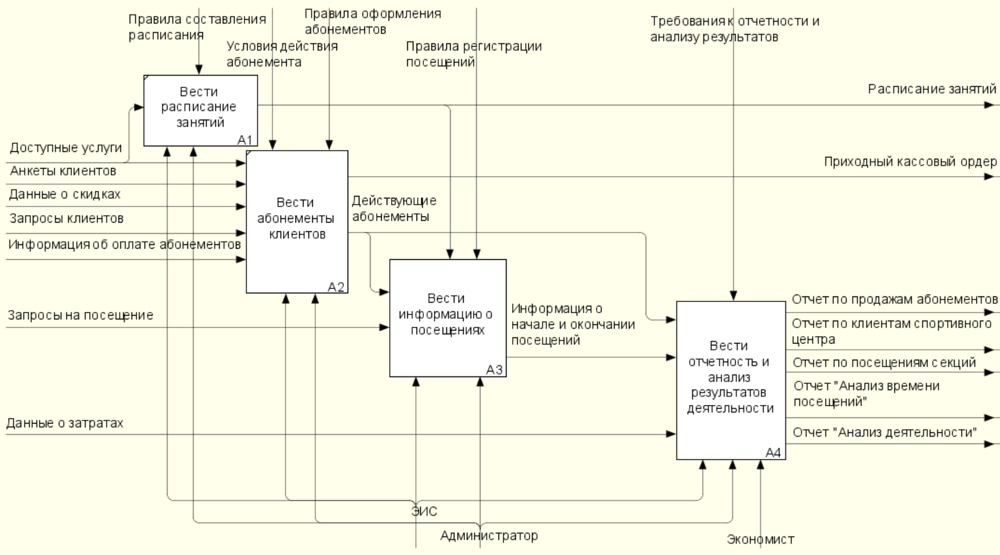 Правила составления
расписания
Условия действия
абонемента
Правила оформления
абонементов
Правила регистрации
посещений
Требования к отчетности и
анализу результатов
Вести
расписание
занятий
A1
Расписание занятий
Доступные услуги
Анкеты клиентов
Данные о скидках
Запросы клиентов
Информация об оплате абонементов
Вести
абонементы
клиентов
A2
Приходный кассовый ордер
Действующие
абонементы
Запросы на посещение
Вести
информацию о
посещениях
A3
Информация о
начале и окончании
посещений
Вести
отчетность и
анализ
результатов
деятельности
A4
Отчет по продажам абонементов
Отчет по клиентам спортивного
центра
Отчет по посещениям секций
Отчет "Анализ времени
посещений"
Отчет "Анализ деятельности"
Данные о затратах
ЭИС
Администратор
Экономист